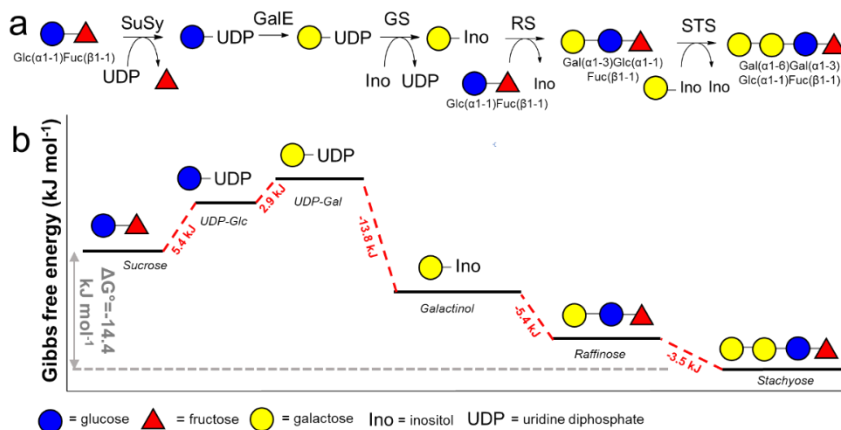 a
SuSy
GalE
GS
RS
STS
UDP
UDP
Ino
Glc(α1-1)Fuc(β1-1)
UDP
Ino
UDP
Glc(α1-1)Fuc(β1-1)
Ino
Gal(α1-3)Glc(α1-1)
Fuc(β1-1)
Ino
Ino
Gal(α1-6)Gal(α1-3)
Glc(α1-1)Fuc(β1-1)
b
Gibbs free energy (kJ mol⁻¹)
ΔG°=-14.4
kJ mol⁻¹
Sucrose
5.4 kJ
UDP
UDP-Glc
2.9 kJ
UDP
UDP-Gal
-13.8 kJ
Ino
Galactinol
-5.4 kJ
Raffinose
-3.5 kJ
Stachyose
= glucose
= fructose
= galactose
Ino = inositol
UDP = uridine diphosphate